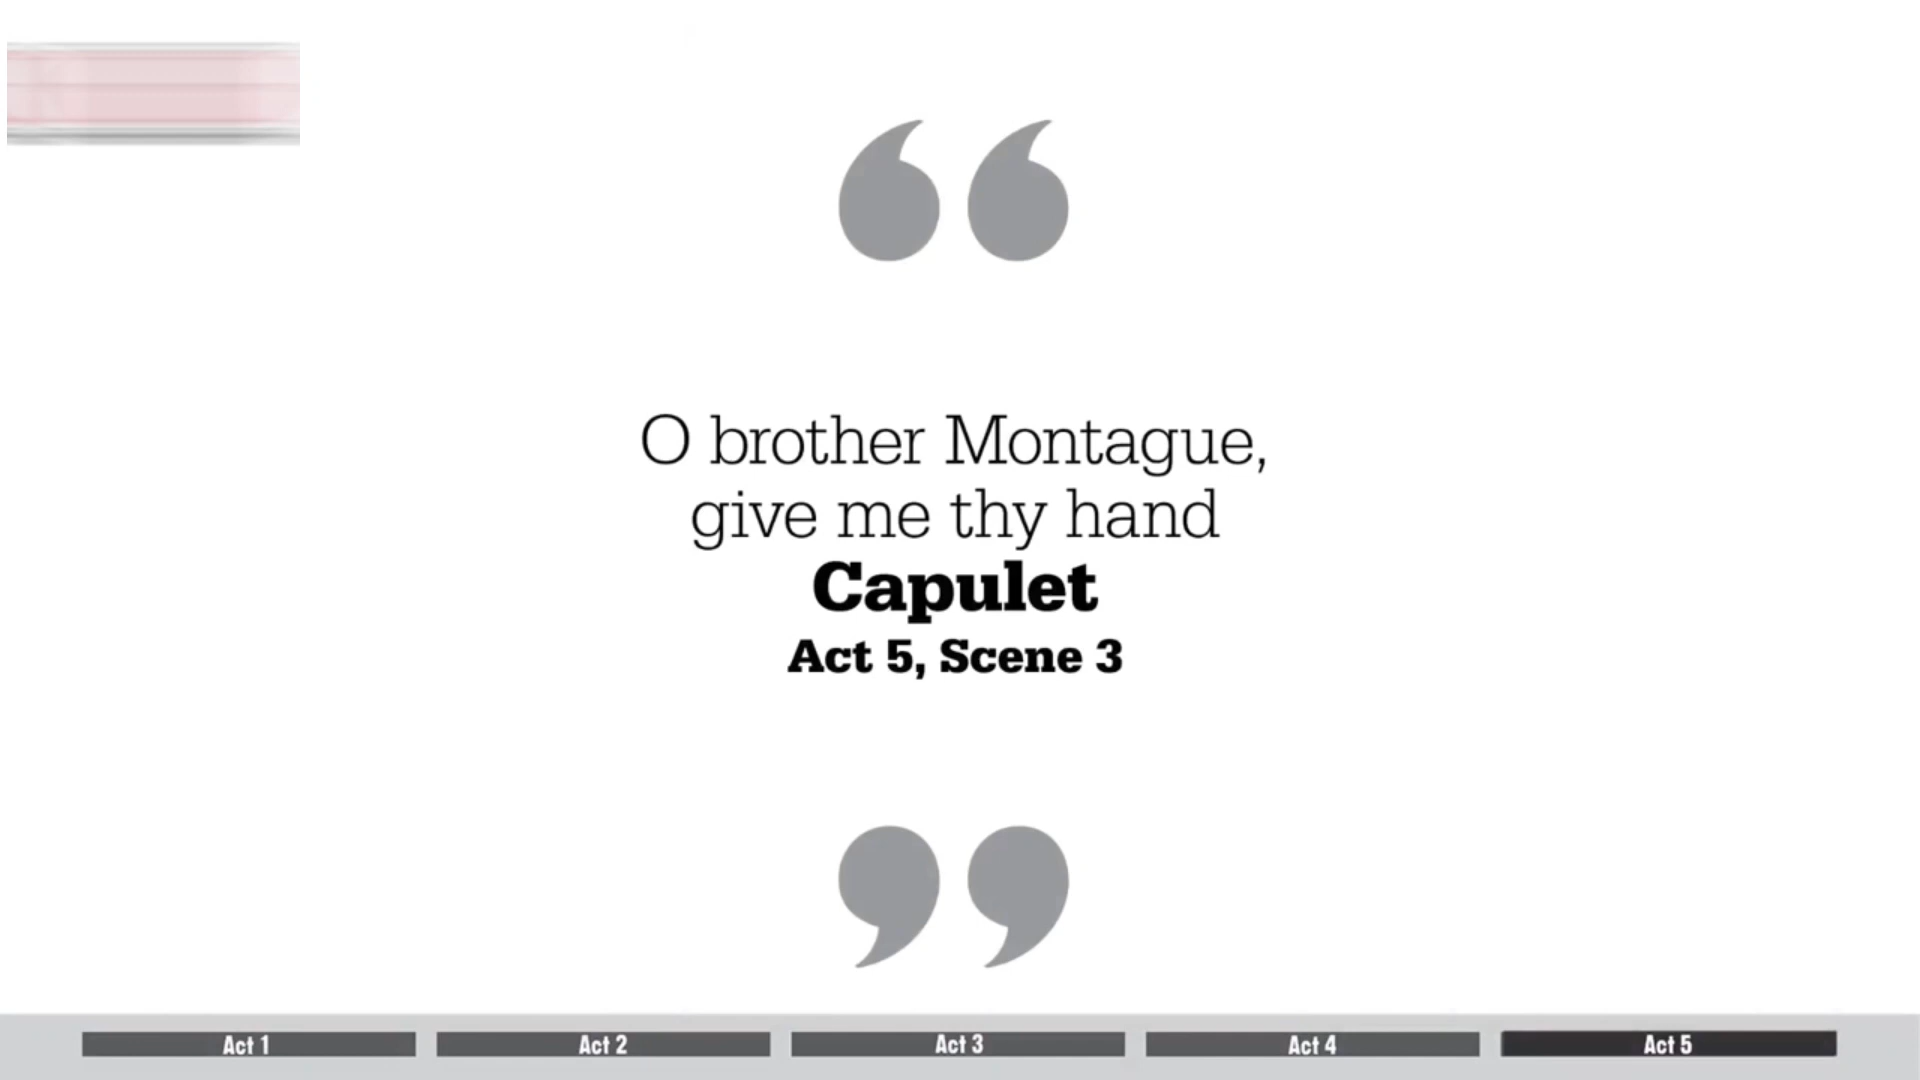 O brother Montague,
give me thy hand
Capulet
Act 5, Scene 3
Act 1
Act 2
Act 3
Act 4
Act 5